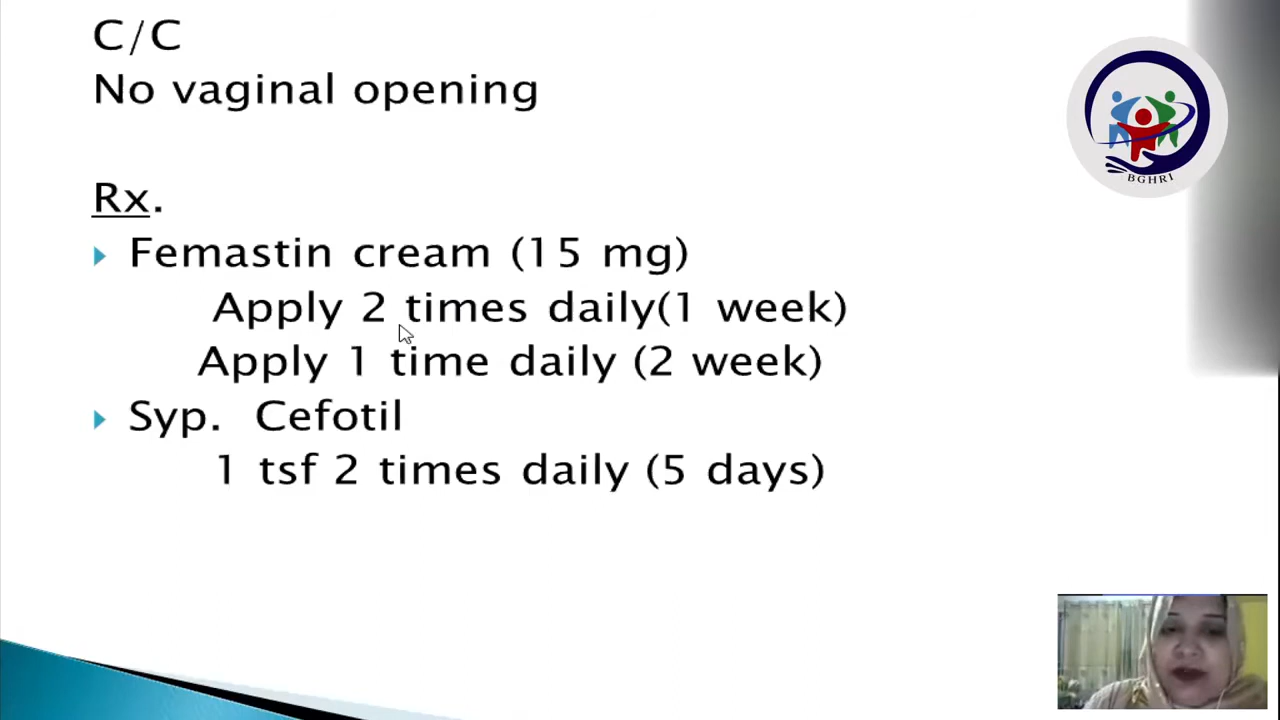 C/C
No vaginal opening
BGHRI
Rx.
Femastin cream (15 mg)
Apply 2 times daily(1 week)
Apply 1 time daily (2 week)
Syp. Cefotil
1 tsf 2 times daily (5 days)